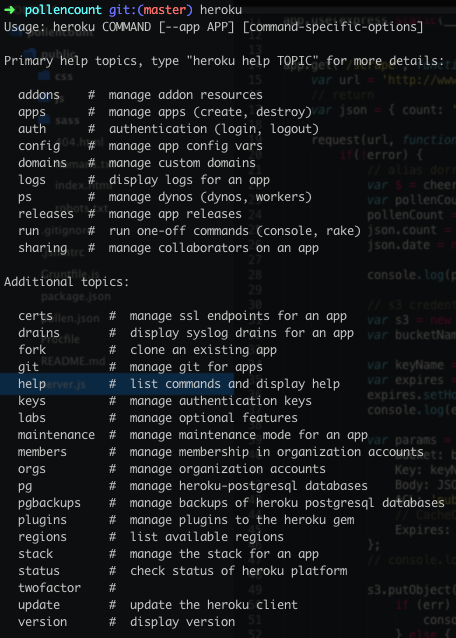 ➜  pollencount git:(master) heroku
Usage: heroku COMMAND [--app APP] [command-specific-options]

Primary help topics, type "heroku help TOPIC" for more details:

  addons    #  manage addon resources
  apps      #  manage apps (create, destroy)
  auth      #  authentication (login, logout)
  config    #  manage app config vars
  domains   #  manage custom domains
  logs      #  display logs for an app
  ps        #  manage dynos (dynos, workers)
  releases  #  manage app releases
  run       #  run one-off commands (console, rake)
  sharing   #  manage collaborators on an app

Additional topics:

  certs        #  manage ssl endpoints for an app
  drains       #  display syslog drains for an app
  fork         #  clone an existing app
  git          #  manage git for apps
  help         #  list commands and display help
  keys         #  manage authentication keys
  labs         #  manage optional features
  maintenance  #  manage maintenance mode for an app
  members      #  manage membership in organization accounts
  orgs         #  manage organization accounts
  pg           #  manage heroku-postgresql databases
  pgbackups    #  manage backups of heroku postgresql databases
  plugins      #  manage plugins to the heroku gem
  regions      #  list available regions
  stack        #  manage the stack for an app
  status       #  check status of heroku platform
  twofactor    #
  update       #  update the heroku client
  version      #  display version